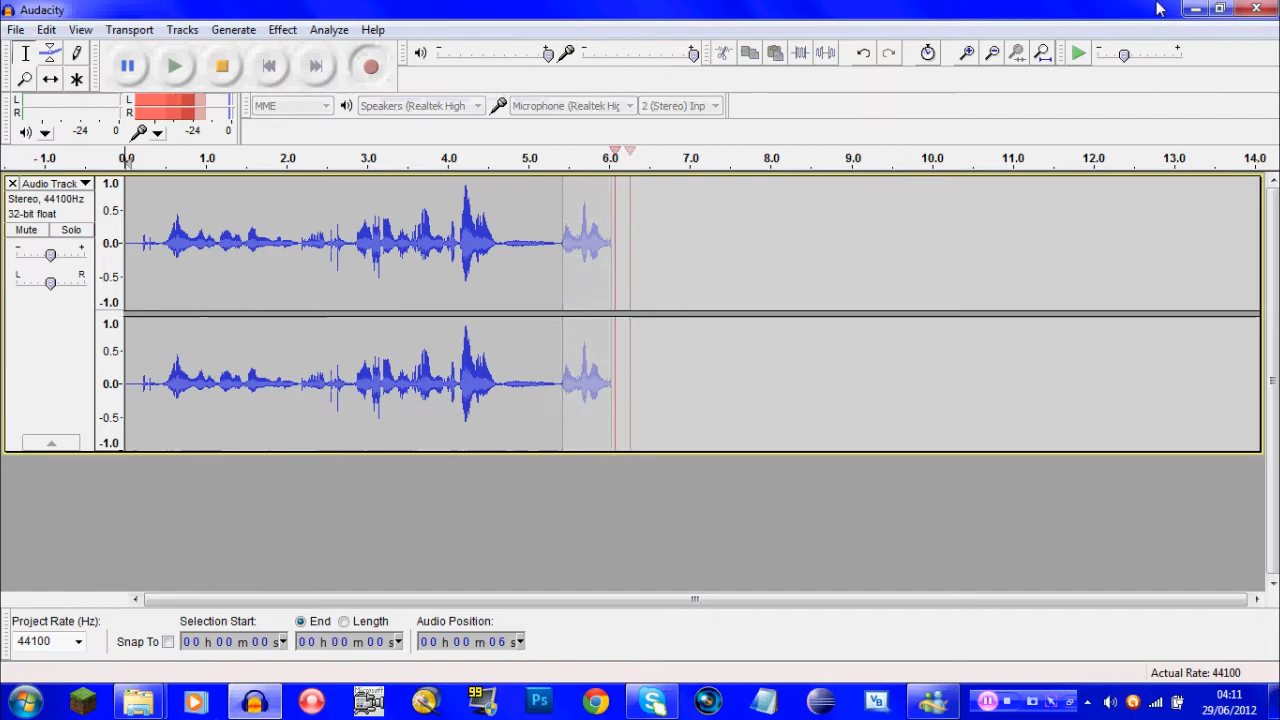 Audacity
File Edit View Transport Tracks Generate Effect Analyze Help
L
R
-24 0
L
R
-24 0
MME
Speakers (Realtek High
Microphone (Realtek Hig
2 (Stereo) Inp
- 1.0 0.0 1.0 2.0 3.0 4.0 5.0 6.0 7.0 8.0 9.0 10.0 11.0 12.0 13.0 14.0
Audio Track
Stereo, 44100Hz
32-bit float
Mute Solo
- +
L R
1.0
0.5
0.0
-0.5
-1.0
1.0
0.5
0.0
-0.5
-1.0
Project Rate (Hz): Selection Start: End Length Audio Position:
44100 Snap To 00 h 00 m 00 s 00 h 00 m 00 s 00 h 00 m 06 s
Actual Rate: 44100
99 Ps VB
04:11
29/06/2012